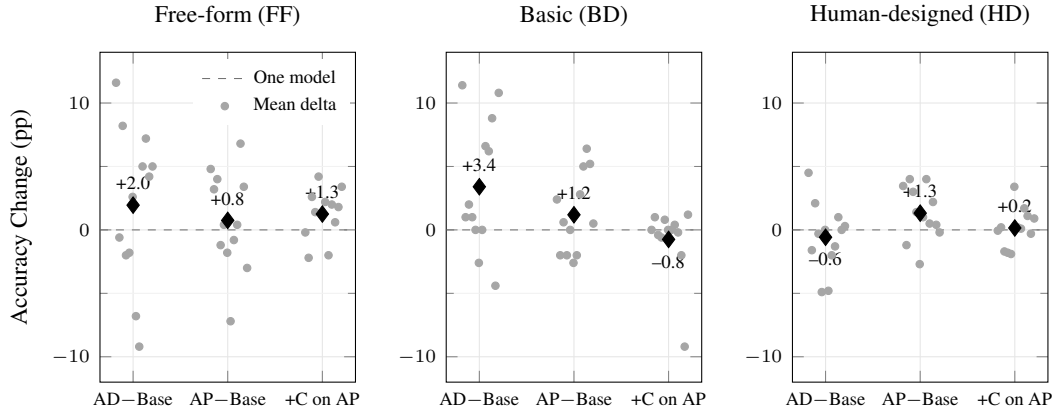 Free-form (FF)
Basic (BD)
Human-designed (HD)
Accuracy Change (pp)
10
0
−10
One model
Mean delta
+2.0
+0.8
+1.3
AD−Base
AP−Base
+C on AP
10
0
−10
+3.4
+1.2
−0.8
AD−Base
AP−Base
+C on AP
10
0
−10
−0.6
+1.3
+0.2
AD−Base
AP−Base
+C on AP